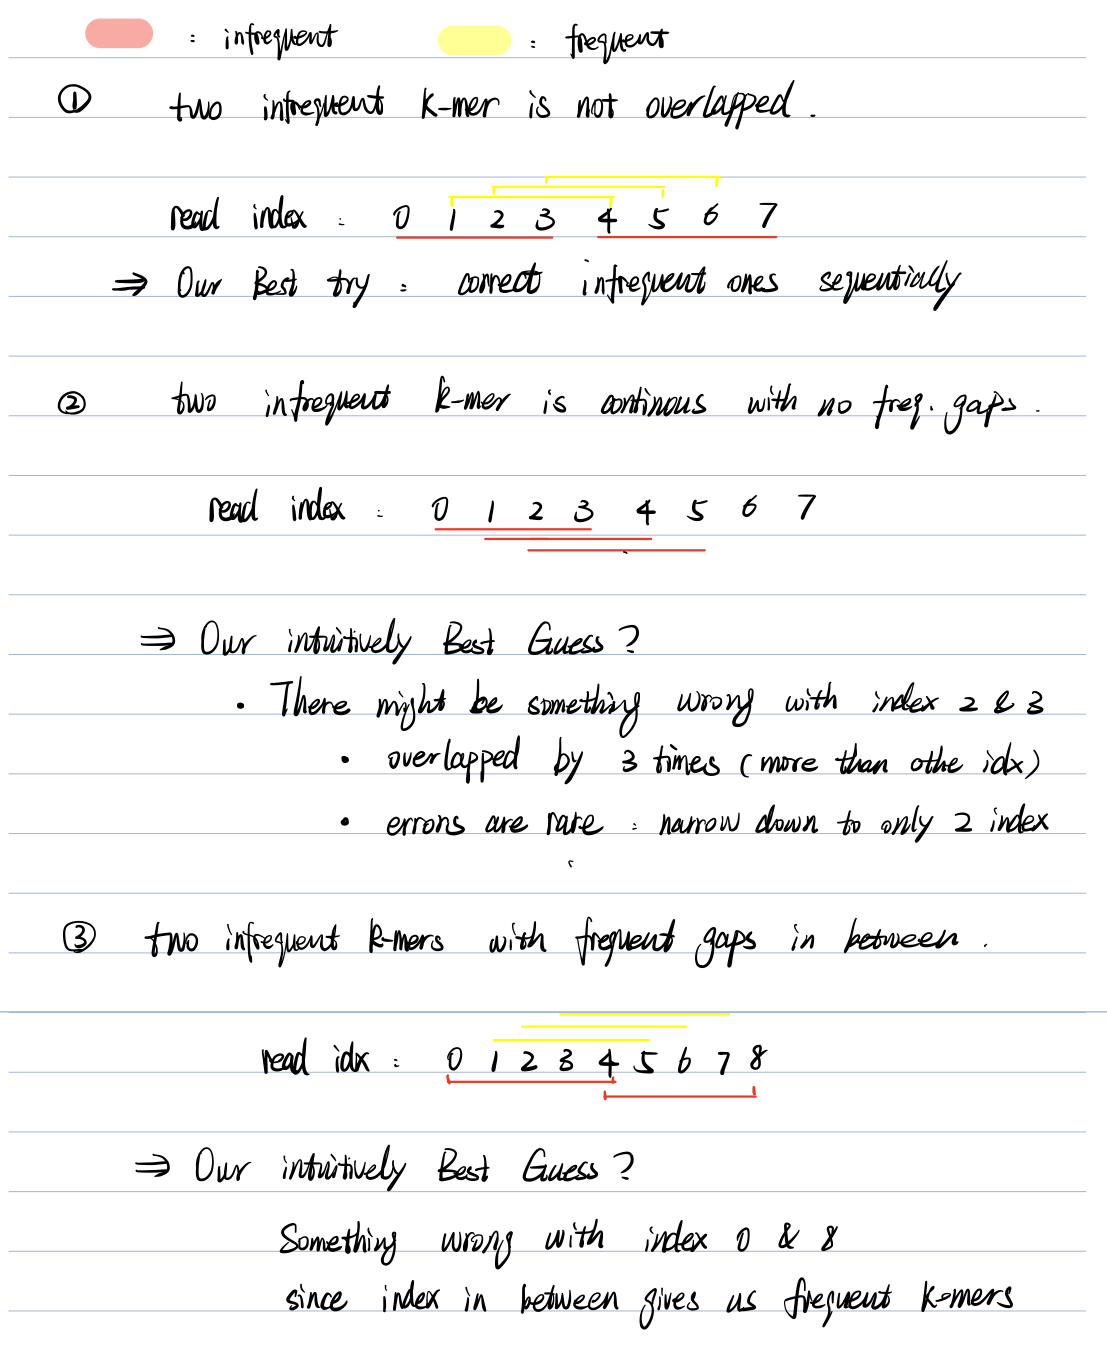 : infrequent : frequent
① two infrequent k-mer is not overlapped.
read index : 0 1 2 3 4 5 6 7
⇒ Our Best try : correct infrequent ones sequentially
② two infrequent k-mer is continous with no freq. gaps.
read index : 0 1 2 3 4 5 6 7
⇒ Our intuitively Best Guess?
• There might be something wrong with index 2 & 3
• overlapped by 3 times (more than othe idx)
• errors are rare : narrow down to only 2 index
③ two infrequent k-mers with frequent gaps in between.
read idx : 0 1 2 3 4 5 6 7 8
⇒ Our intuitively Best Guess?
Something wrong with index 0 & 8
since index in between gives us frequent k-mers